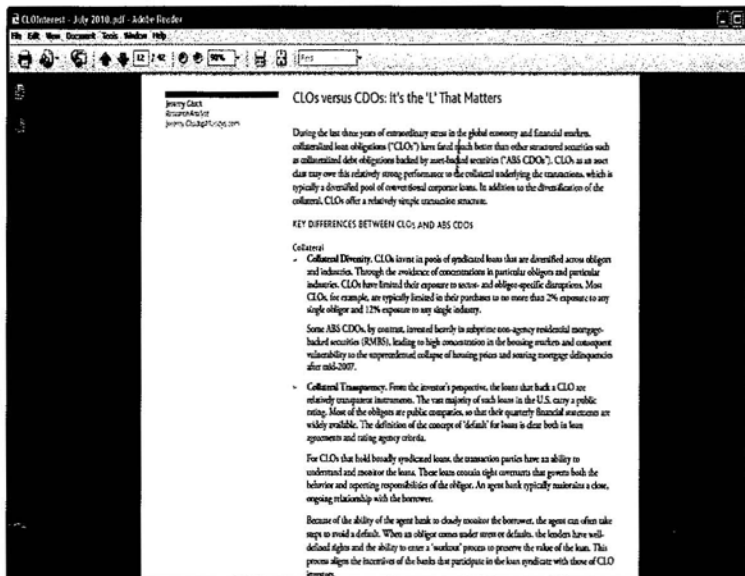 CLOInterest - July 2010.pdf - Adobe Reader
File Edit View Document Tools Window Help
12 / 42 90% Find
CLOs versus CDOs: It's the 'L' That Matters
Jeremy Gluck
Research Analyst
During the last three years of extraordinary stress in the global economy and financial markets,
collateralized loan obligations ("CLOs") have fared much better than other structured securities such
as collateralized debt obligations backed by asset-backed securities ("ABS CDOs"). CLOs as an asset
class may owe this relatively strong performance to the collateral underlying the transactions, which is
typically a diversified pool of conventional corporate loans. In addition to the diversification of the
collateral, CLOs offer a relatively simple transaction structure.
KEY DIFFERENCES BETWEEN CLOs AND ABS CDOs
Collateral
- Collateral Diversity. CLOs invest in pools of syndicated loans that are diversified across obligors
and industries. Through the avoidance of concentrations in particular obligors and particular
industries, CLOs have limited their exposure to sector- and obligor-specific disruptions. Most
CLOs, for example, are typically limited in their purchases to no more than 2% exposure to any
single obligor and 12% exposure to any single industry.
Some ABS CDOs, by contrast, invested heavily in subprime non-agency residential mortgage-
backed securities (RMBS), leading to high concentration in the housing market and consequent
vulnerability to the unprecedented collapse of housing prices and soaring mortgage delinquencies
after mid-2007.
- Collateral Transparency. From the investor's perspective, the loans that back a CLO are
relatively transparent instruments. The vast majority of such loans in the U.S. carry a public
rating. Most of the obligors are public companies, so that their quarterly financial statements are
widely available. The definition of the concept of 'default' for loans is clear both in loan
agreements and rating agency criteria.
For CLOs that hold broadly syndicated loans, the transaction parties have an ability to
understand and monitor the loans. These loans contain tight covenants that govern both the
behavior and reporting responsibilities of the obligor. An agent bank typically maintains a close,
ongoing relationship with the borrower.
Because of the ability of the agent bank to closely monitor the borrower, the agent can often take
steps to avoid a default. When an obligor comes under stress or defaults, the lenders have well-
defined rights and the ability to enter a 'workout' process to preserve the value of the loan. This
process aligns the incentives of the banks that participate in the loan syndicate with those of CLO
investors.